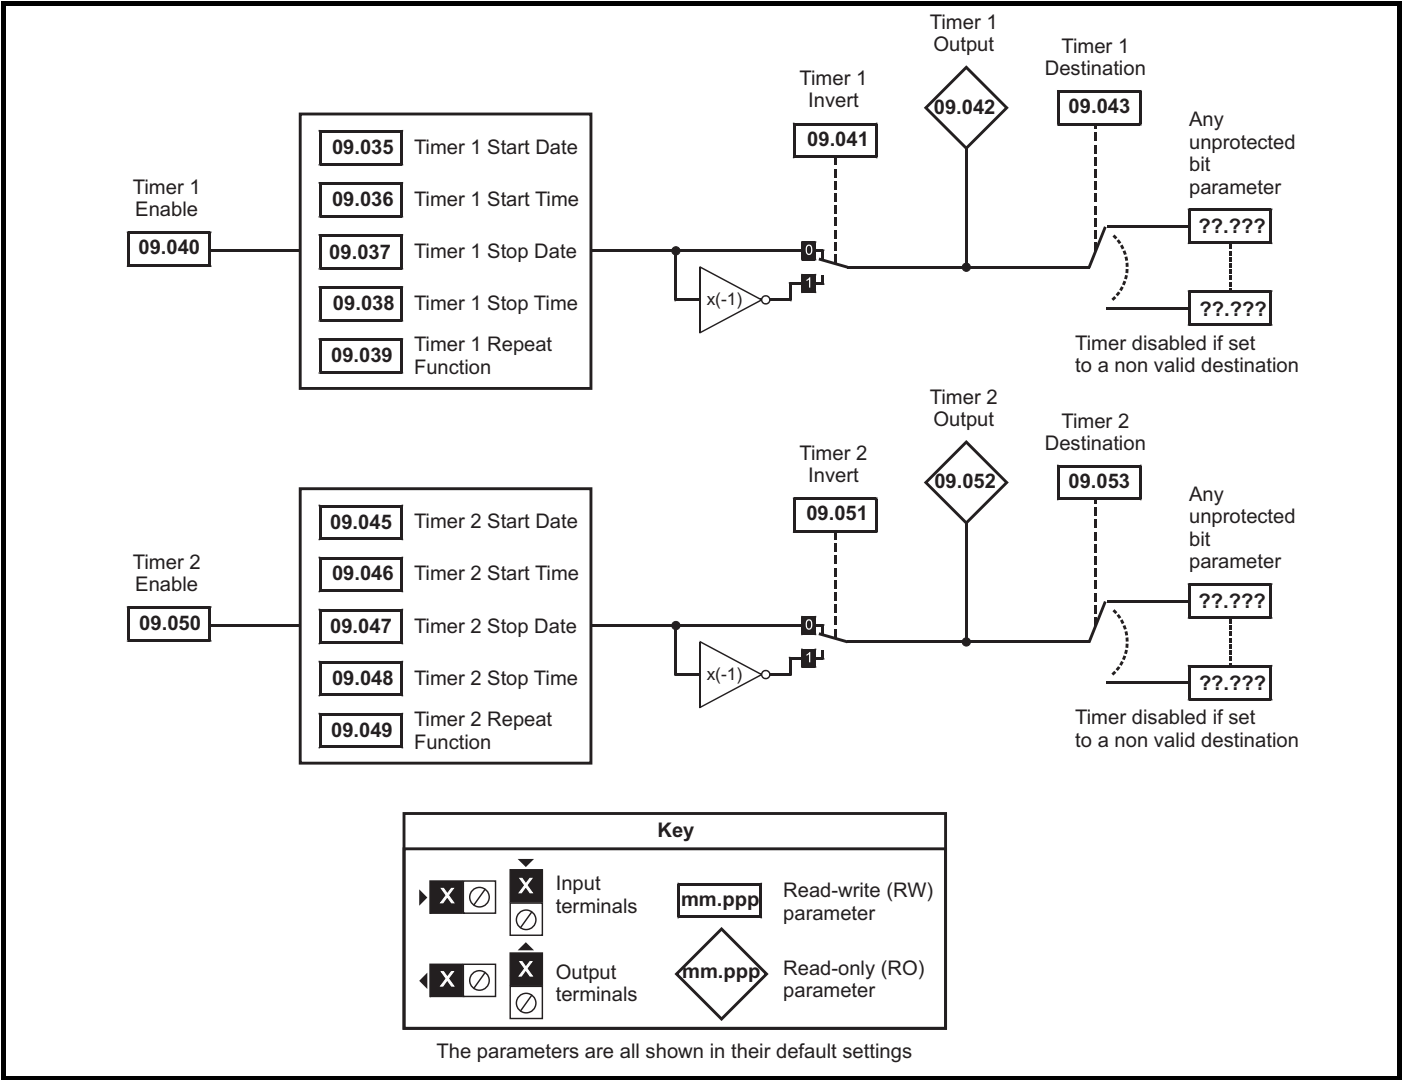 Timer 1
Output
Timer 1
Destination
Timer 1
Invert
09.042
09.043
Any
unprotected
bit
parameter
09.041
09.035 Timer 1 Start Date
Timer 1
Enable
09.036 Timer 1 Start Time
09.040
09.037 Timer 1 Stop Date
0
??.???
x(-1)
1
09.038 Timer 1 Stop Time
??.???
09.039 Timer 1 Repeat
Function
Timer disabled if set
to a non valid destination
Timer 2
Output
Timer 2
Destination
Timer 2
Invert
09.052
09.053
Any
unprotected
bit
parameter
09.051
09.045 Timer 2 Start Date
Timer 2
Enable
09.046 Timer 2 Start Time
09.050
09.047 Timer 2 Stop Date
0
??.???
x(-1)
1
09.048 Timer 2 Stop Time
??.???
09.049 Timer 2 Repeat
Function
Timer disabled if set
to a non valid destination
Key
X
X
Input
terminals
mm.ppp
Read-write (RW)
parameter
X
X
Output
terminals
mm.ppp
Read-only (RO)
parameter
The parameters are all shown in their default settings